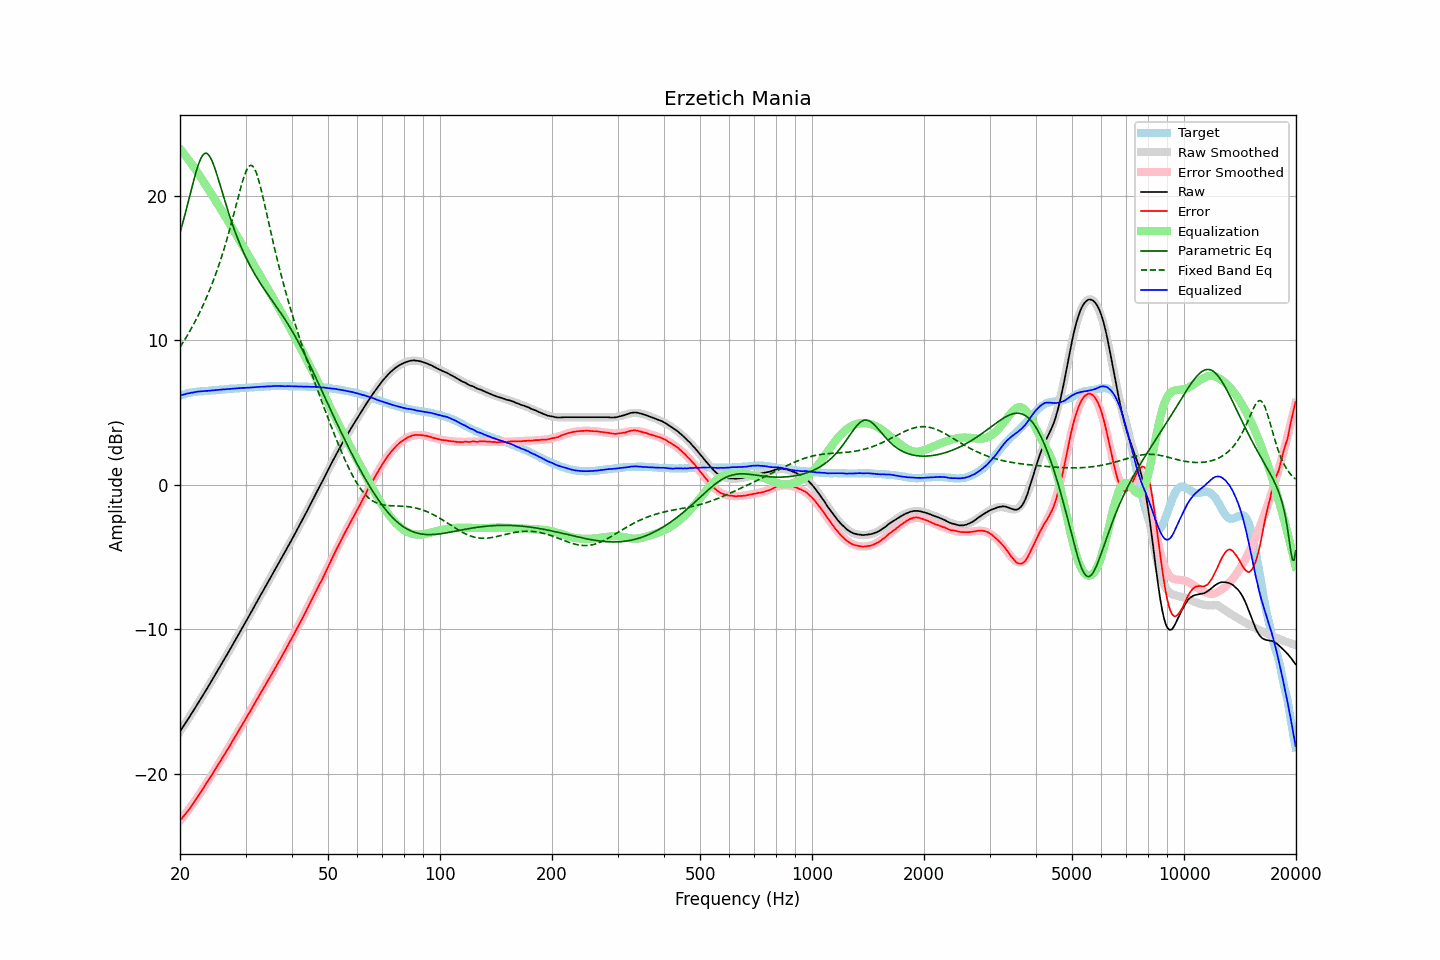 Erzetich Mania
Target
Raw Smoothed
Error Smoothed
Raw
Error
Equalization
Parametric Eq
Fixed Band Eq
Equalized
Amplitude (dBr)
20
10
0
−10
−20
20
50
100
200
500
1000
2000
5000
10000
20000
Frequency (Hz)